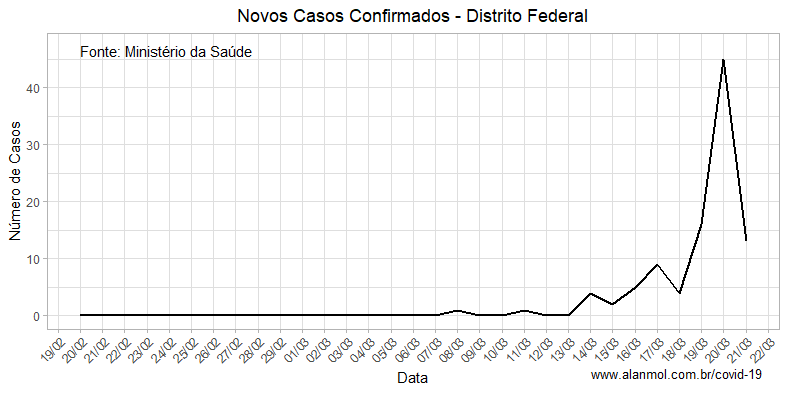 Novos Casos Confirmados - Distrito Federal
Fonte: Ministério da Saúde
Número de Casos
40
30
20
10
0
19/02 20/02 21/02 22/02 23/02 24/02 25/02 26/02 27/02 28/02 29/02 01/03 02/03 03/03 04/03 05/03 06/03 07/03 08/03 09/03 10/03 11/03 12/03 13/03 14/03 15/03 16/03 17/03 18/03 19/03 20/03 21/03 22/03
Data
www.alanmol.com.br/covid-19